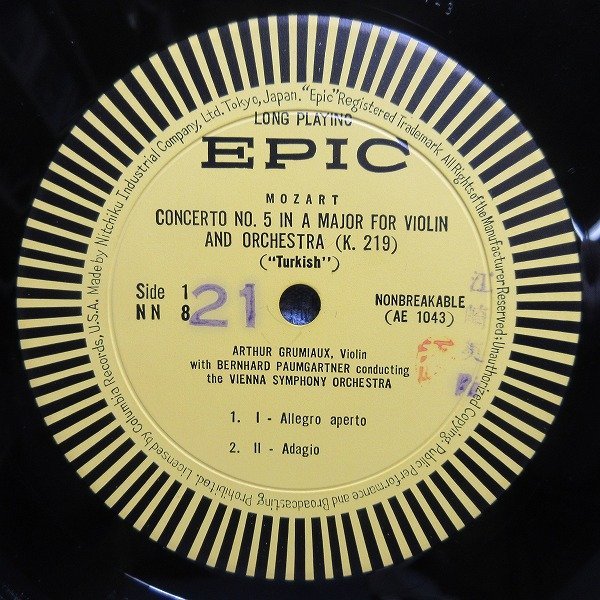 LONG PLAYING
EPIC
MOZART
CONCERTO NO. 5 IN A MAJOR FOR VIOLIN
AND ORCHESTRA (K. 219)
("Turkish")
Side 1
NN 8
21
NONBREAKABLE
(AE 1043)
ARTHUR GRUMIAUX, Violin
with BERNHARD PAUMGARTNER conducting
the VIENNA SYMPHONY ORCHESTRA
1. I - Allegro aperto
2. II - Adagio
Licensed by Columbia Records, U.S.A. Made by Nitchiku Industrial Company, Ltd. Tokyo, Japan. "Epic" Registered Trademark. All Rights of the Manufacturer Reserved; Unauthorized Copying; Public Performance and Broadcasting Prohibited.